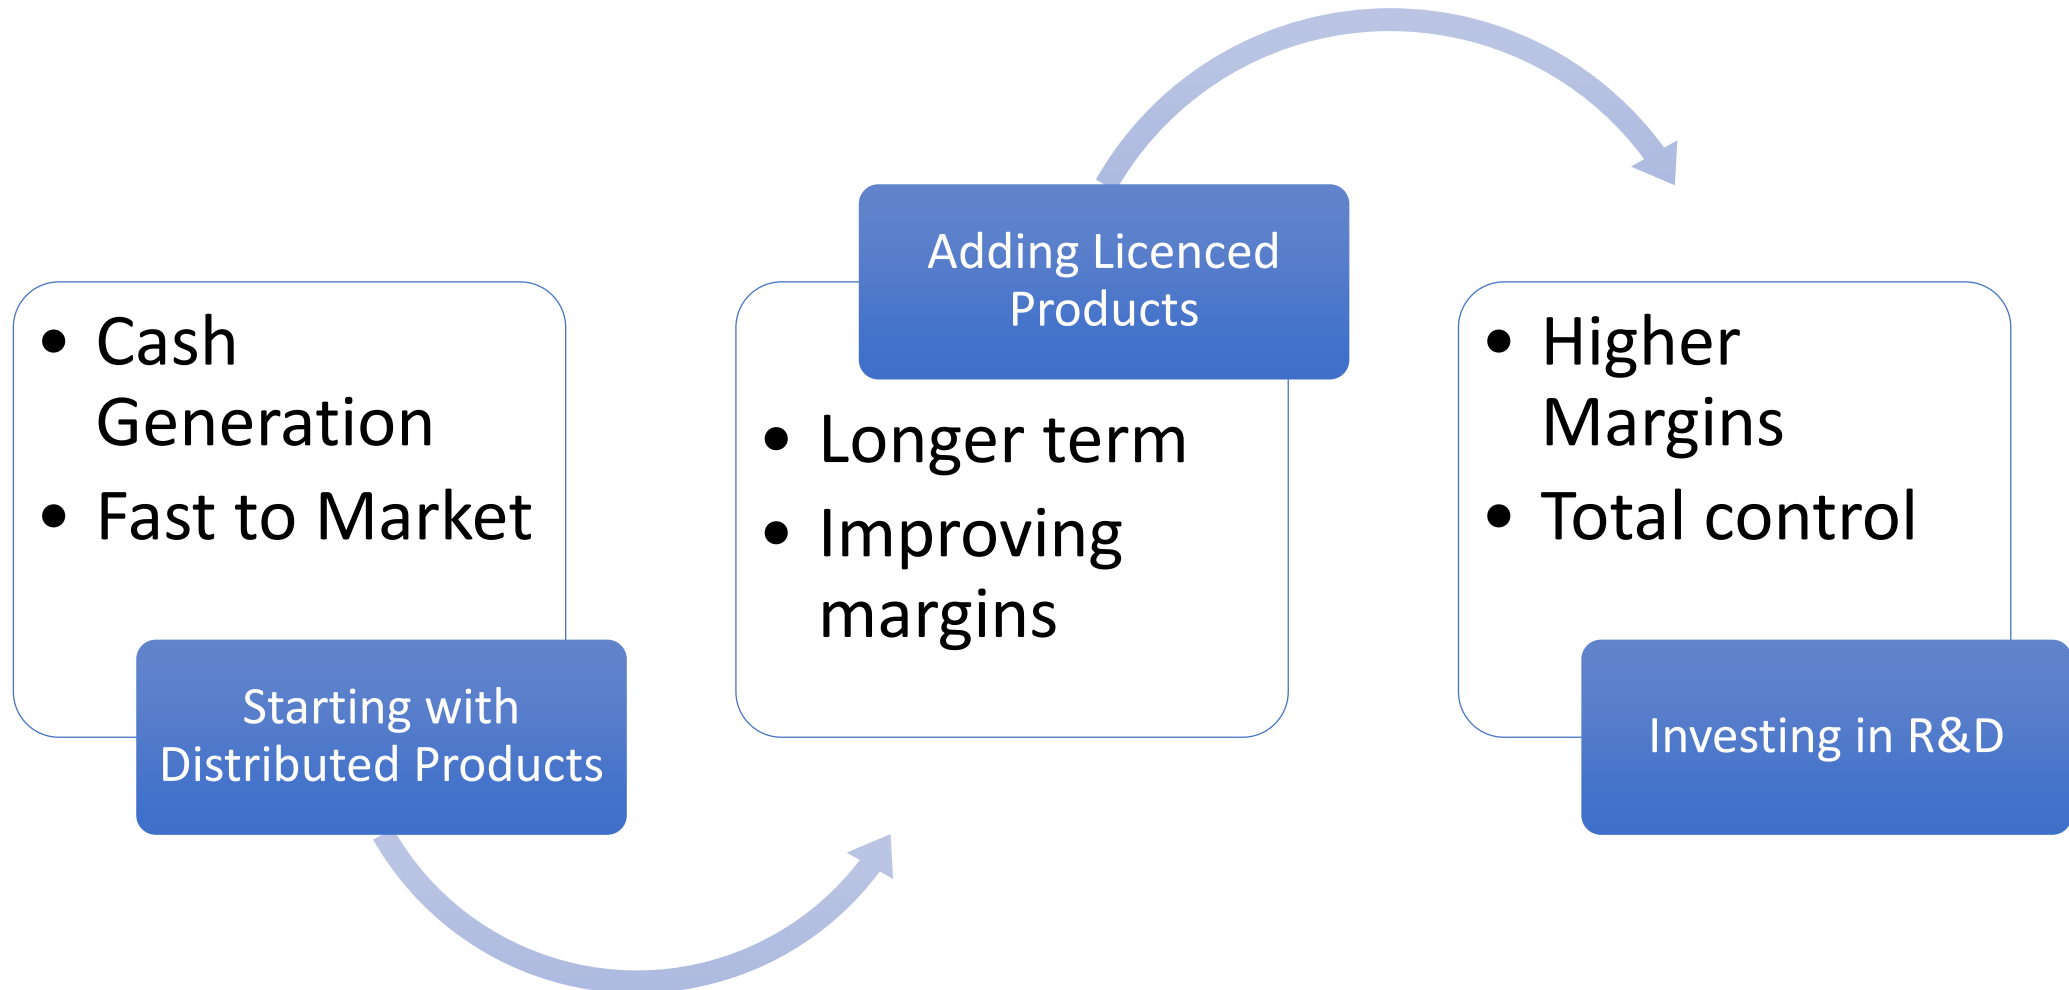 • Cash
Generation
• Fast to Market
Starting with
Distributed Products
Adding Licenced
Products
• Longer term
• Improving
margins
• Higher
Margins
• Total control
Investing in R&D